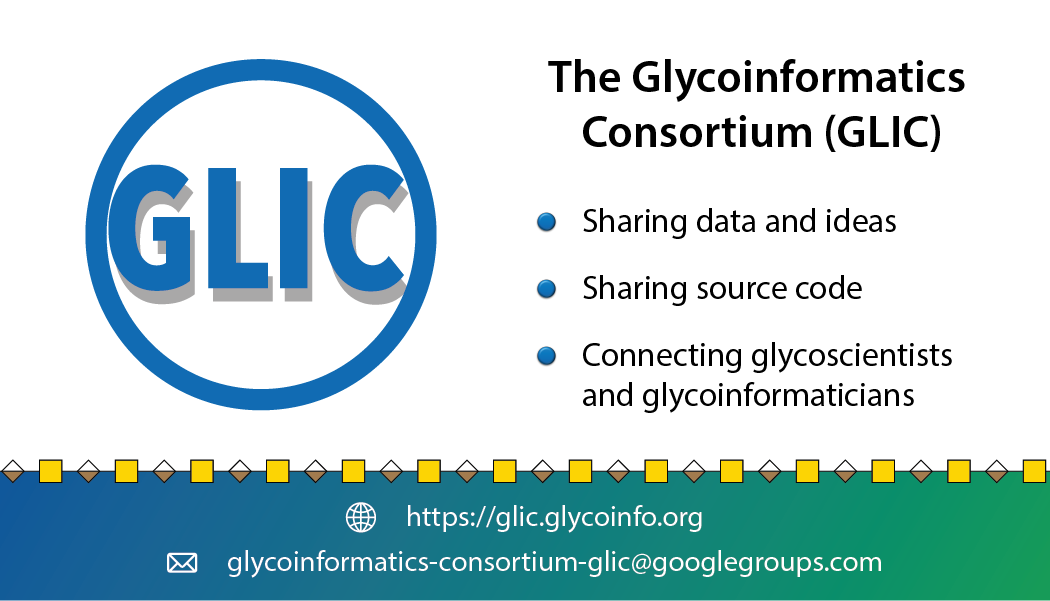 GLIC
The Glycoinformatics
Consortium (GLIC)
Sharing data and ideas
Sharing source code
Connecting glycoscientists
and glycoinformaticians
https://glic.glycoinfo.org
glycoinformatics-consortium-glic@googlegroups.com